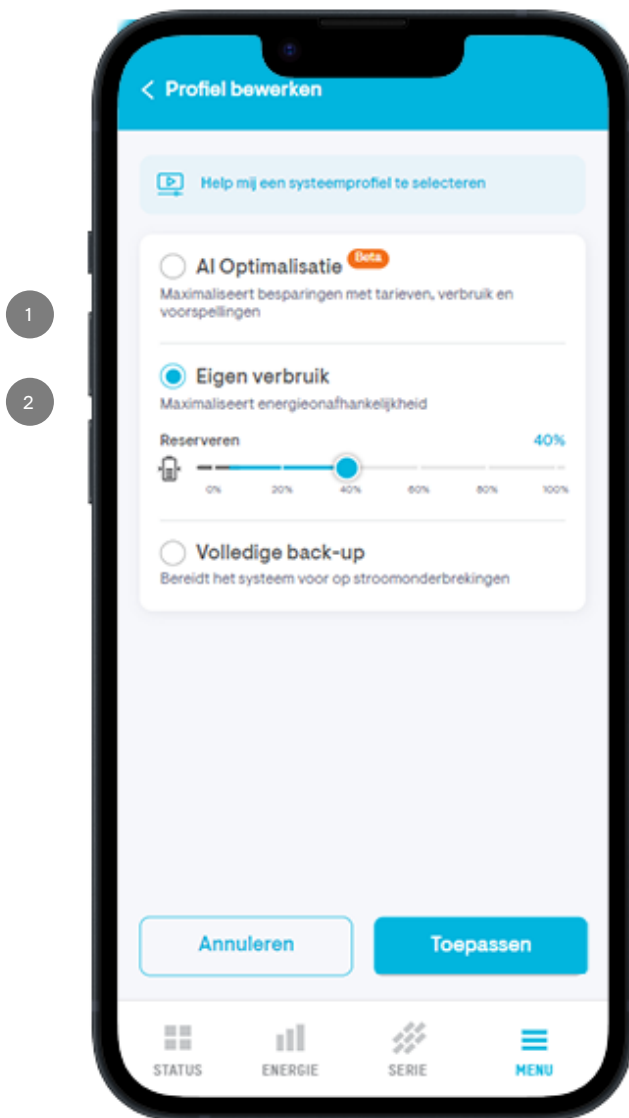 Profiel bewerken
Help mij een systeemprofiel te selecteren
AI Optimalisatie Beta
Maximaliseert besparingen met tarieven, verbruik en
voorspellingen
1
Eigen verbruik
2
Maximaliseert energieonafhankelijkheid
Reserveren 40%
0% 20% 40% 60% 80% 100%
Volledige back-up
Bereidt het systeem voor op stroomonderbrekingen
Annuleren Toepassen
STATUS ENERGIE SERIE MENU